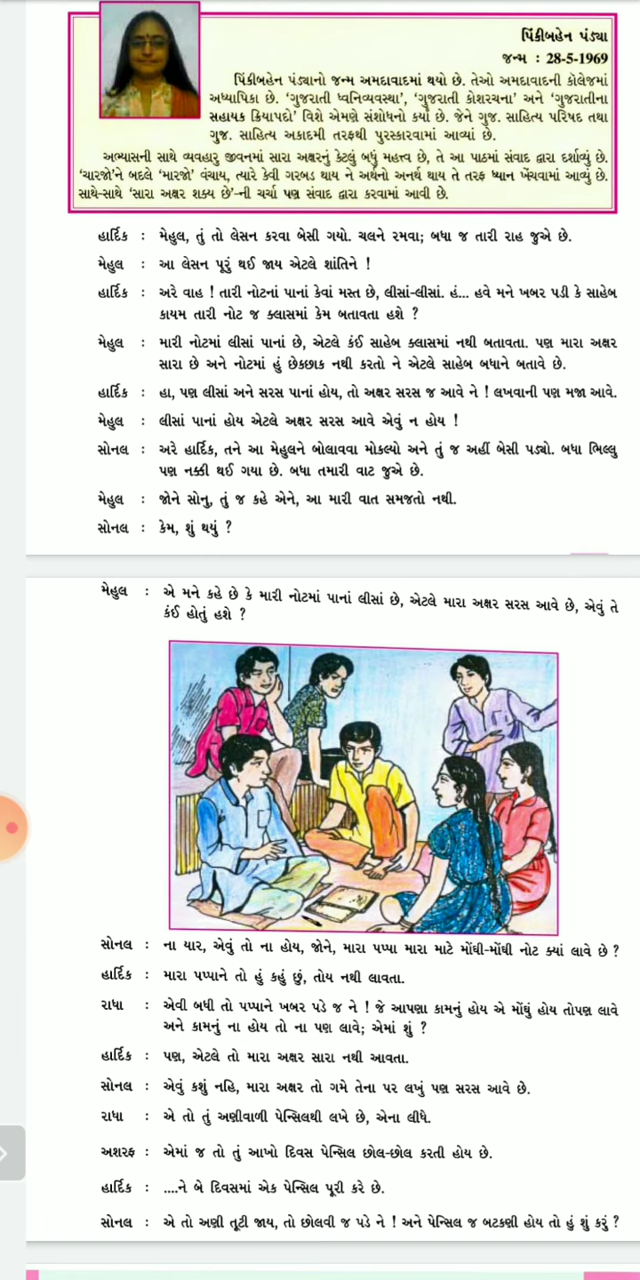 પિંકીબહેન પંડ્યા
જન્મ : 28-5-1969
પિંકીબહેન પંડ્યાનો જન્મ અમદાવાદમાં થયો છે. તેઓ અમદાવાદની કૉલેજમાં
અધ્યાપિકા છે. ‘ગુજરાતી ધ્વનિવ્યવસ્થા’, ‘ગુજરાતી કોશરચના’ અને ‘ગુજરાતીના
સહાયક ક્રિયાપદો’ વિશે એમણે સંશોધનો કર્યાં છે. જેને ગુજ. સાહિત્ય પરિષદ તથા
ગુજ. સાહિત્ય અકાદમી તરફથી પુરસ્કારવામાં આવ્યાં છે.
અભ્યાસની સાથે વ્યવહારુ જીવનમાં સારા અક્ષરનું કેટલું બધું મહત્ત્વ છે, તે આ પાઠમાં સંવાદ દ્વારા દર્શાવ્યું છે.
‘ચારજો’ને બદલે ‘મારજો’ વંચાય, ત્યારે કેવી ગરબડ થાય ને અર્થનો અનર્થ થાય તે તરફ ધ્યાન ખેંચવામાં આવ્યું છે.
સાથે-સાથે ‘સારા અક્ષર શક્ય છે’-ની ચર્ચા પણ સંવાદ દ્વારા કરવામાં આવી છે.
હાર્દિક : મેહુલ, તું તો લેસન કરવા બેસી ગયો. ચલને રમવા; બધા જ તારી રાહ જુએ છે.
મેહુલ : આ લેસન પૂરું થઈ જાય એટલે શાંતિને !
હાર્દિક : અરે વાહ ! તારી નોટનાં પાનાં કેવાં મસ્ત છે, લીસાં-લીસાં. હં... હવે મને ખબર પડી કે સાહેબ
કાયમ તારી નોટ જ ક્લાસમાં કેમ બતાવતા હશે ?
મેહુલ : મારી નોટમાં લીસાં પાનાં છે, એટલે કંઈ સાહેબ ક્લાસમાં નથી બતાવતા. પણ મારા અક્ષર
સારા છે અને નોટમાં હું છેકછાક નથી કરતો ને એટલે સાહેબ બધાને બતાવે છે.
હાર્દિક : હા, પણ લીસાં અને સરસ પાનાં હોય, તો અક્ષર સરસ જ આવે ને ! લખવાની પણ મજા આવે.
મેહુલ : લીસાં પાનાં હોય એટલે અક્ષર સરસ આવે એવું ન હોય !
સોનલ : અરે હાર્દિક, તને આ મેહુલને બોલાવવા મોકલ્યો અને તું જ અહીં બેસી પડ્યો. બધા ભિલ્લુ
પણ નક્કી થઈ ગયા છે. બધા તમારી વાટ જુએ છે.
મેહુલ : જોને સોનુ, તું જ કહે એને, આ મારી વાત સમજતો નથી.
સોનલ : કેમ, શું થયું ?
મેહુલ : એ મને કહે છે કે મારી નોટમાં પાનાં લીસાં છે, એટલે મારા અક્ષર સરસ આવે છે, એવું તે
કંઈ હોતું હશે ?
સોનલ : ના યાર, એવું તો ના હોય, જોને, મારા પપ્પા મારા માટે મોંઘી-મોંઘી નોટ ક્યાં લાવે છે ?
હાર્દિક : મારા પપ્પાને તો હું કહું છું, તોય નથી લાવતા.
રાધા : એવી બધી તો પપ્પાને ખબર પડે જ ને ! જે આપણા કામનું હોય એ મોંઘું હોય તોપણ લાવે
અને કામનું ના હોય તો ના પણ લાવે; એમાં શું ?
હાર્દિક : પણ, એટલે તો મારા અક્ષર સારા નથી આવતા.
સોનલ : એવું કશું નહિ, મારા અક્ષર તો ગમે તેના પર લખું પણ સરસ આવે છે.
રાધા : એ તો તું અણીવાળી પેન્સિલથી લખે છે, એના લીધે.
અશરફ : એમાં જ તો તું આખો દિવસ પેન્સિલ છોલ-છોલ કરતી હોય છે.
હાર્દિક : ....ને બે દિવસમાં એક પેન્સિલ પૂરી કરે છે.
સોનલ : એ તો અણી તૂટી જાય, તો છોલવી જ પડે ને ! અને પેન્સિલ જ બટકણી હોય તો હું શું કરું ?